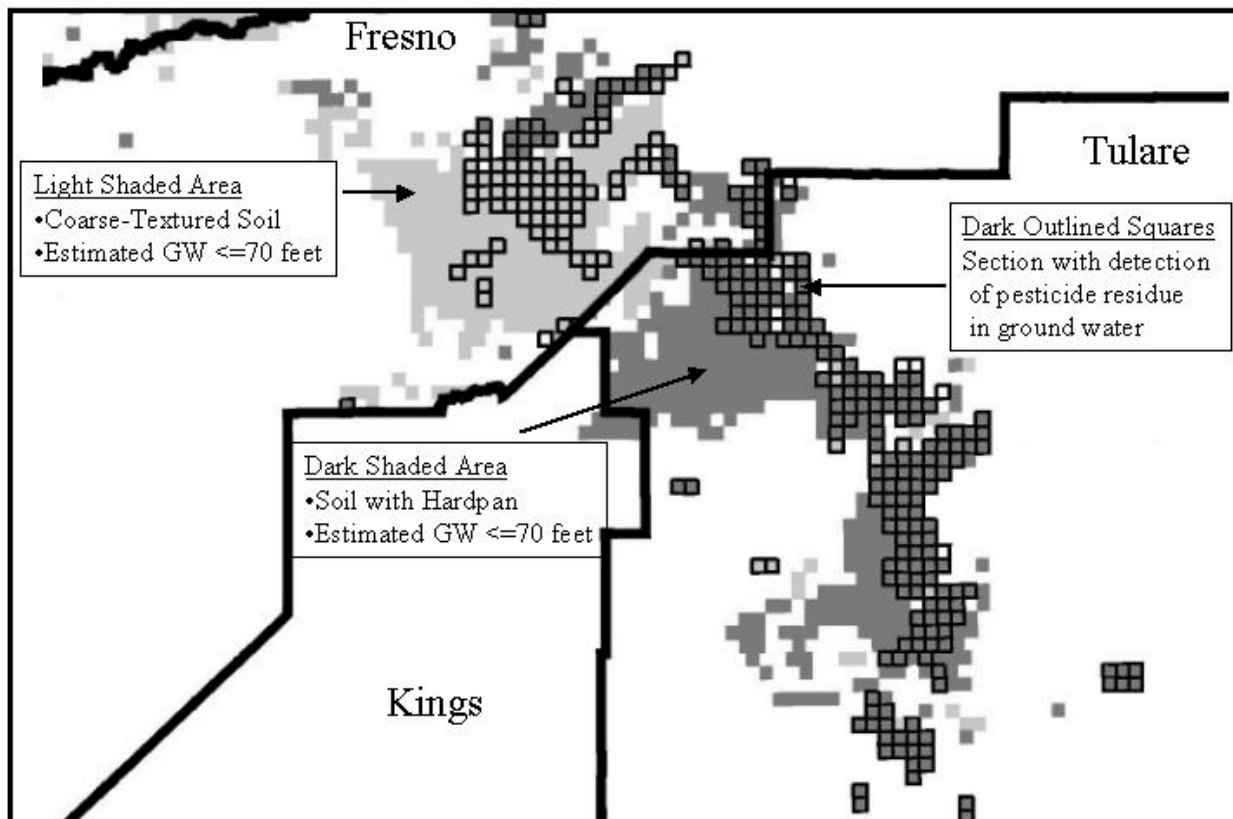 Fresno
Tulare
Light Shaded Area
•Coarse-Textured Soil
•Estimated GW <=70 feet
Dark Outlined Squares
Section with detection
of pesticide residue
in ground water
Dark Shaded Area
•Soil with Hardpan
•Estimated GW <=70 feet
Kings